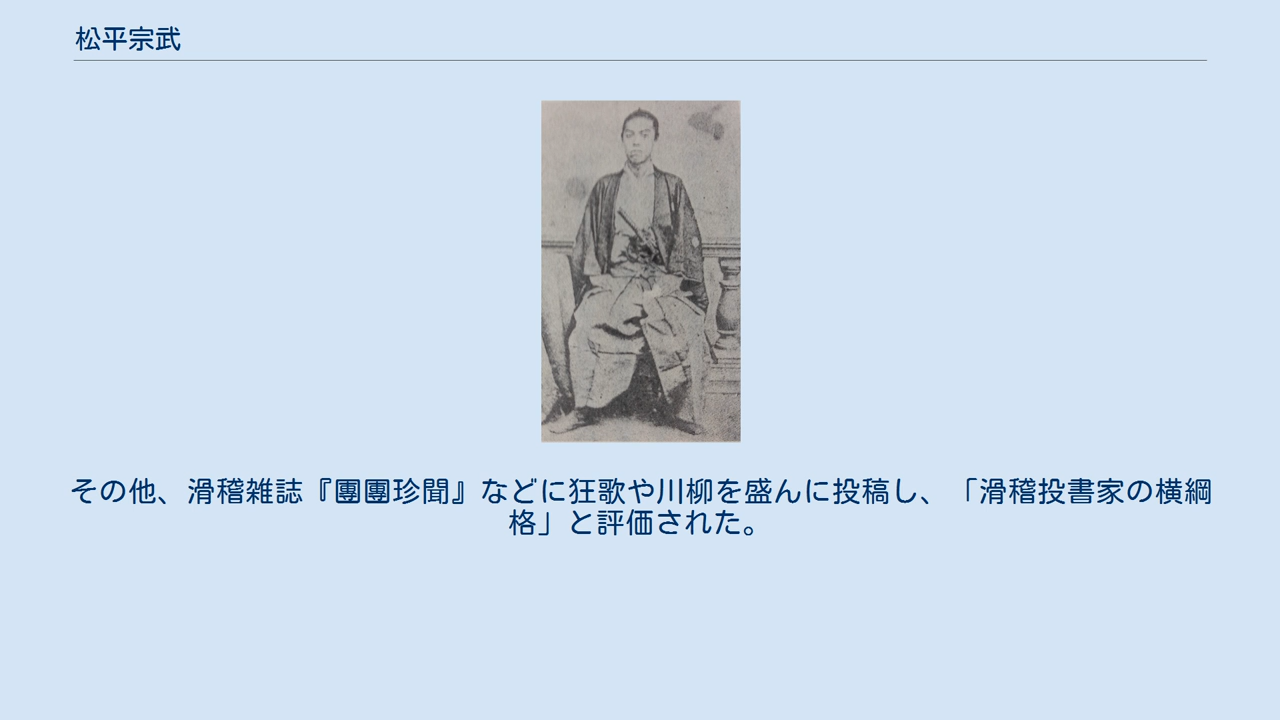 松平宗武
その他、滑稽雑誌『團團珍聞』などに狂歌や川柳を盛んに投稿し、「滑稽投書家の横綱
格」と評価された。